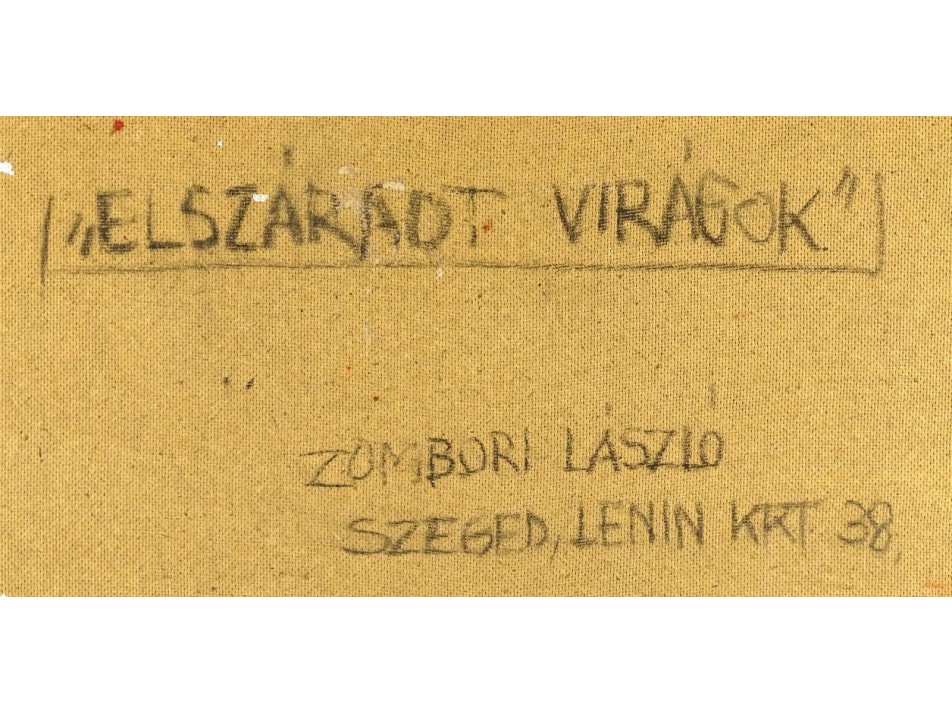 „ELSZÁRADT VIRÁGOK”
ZOMBORI LÁSZLÓ
SZEGED, LENIN KRT. 38,